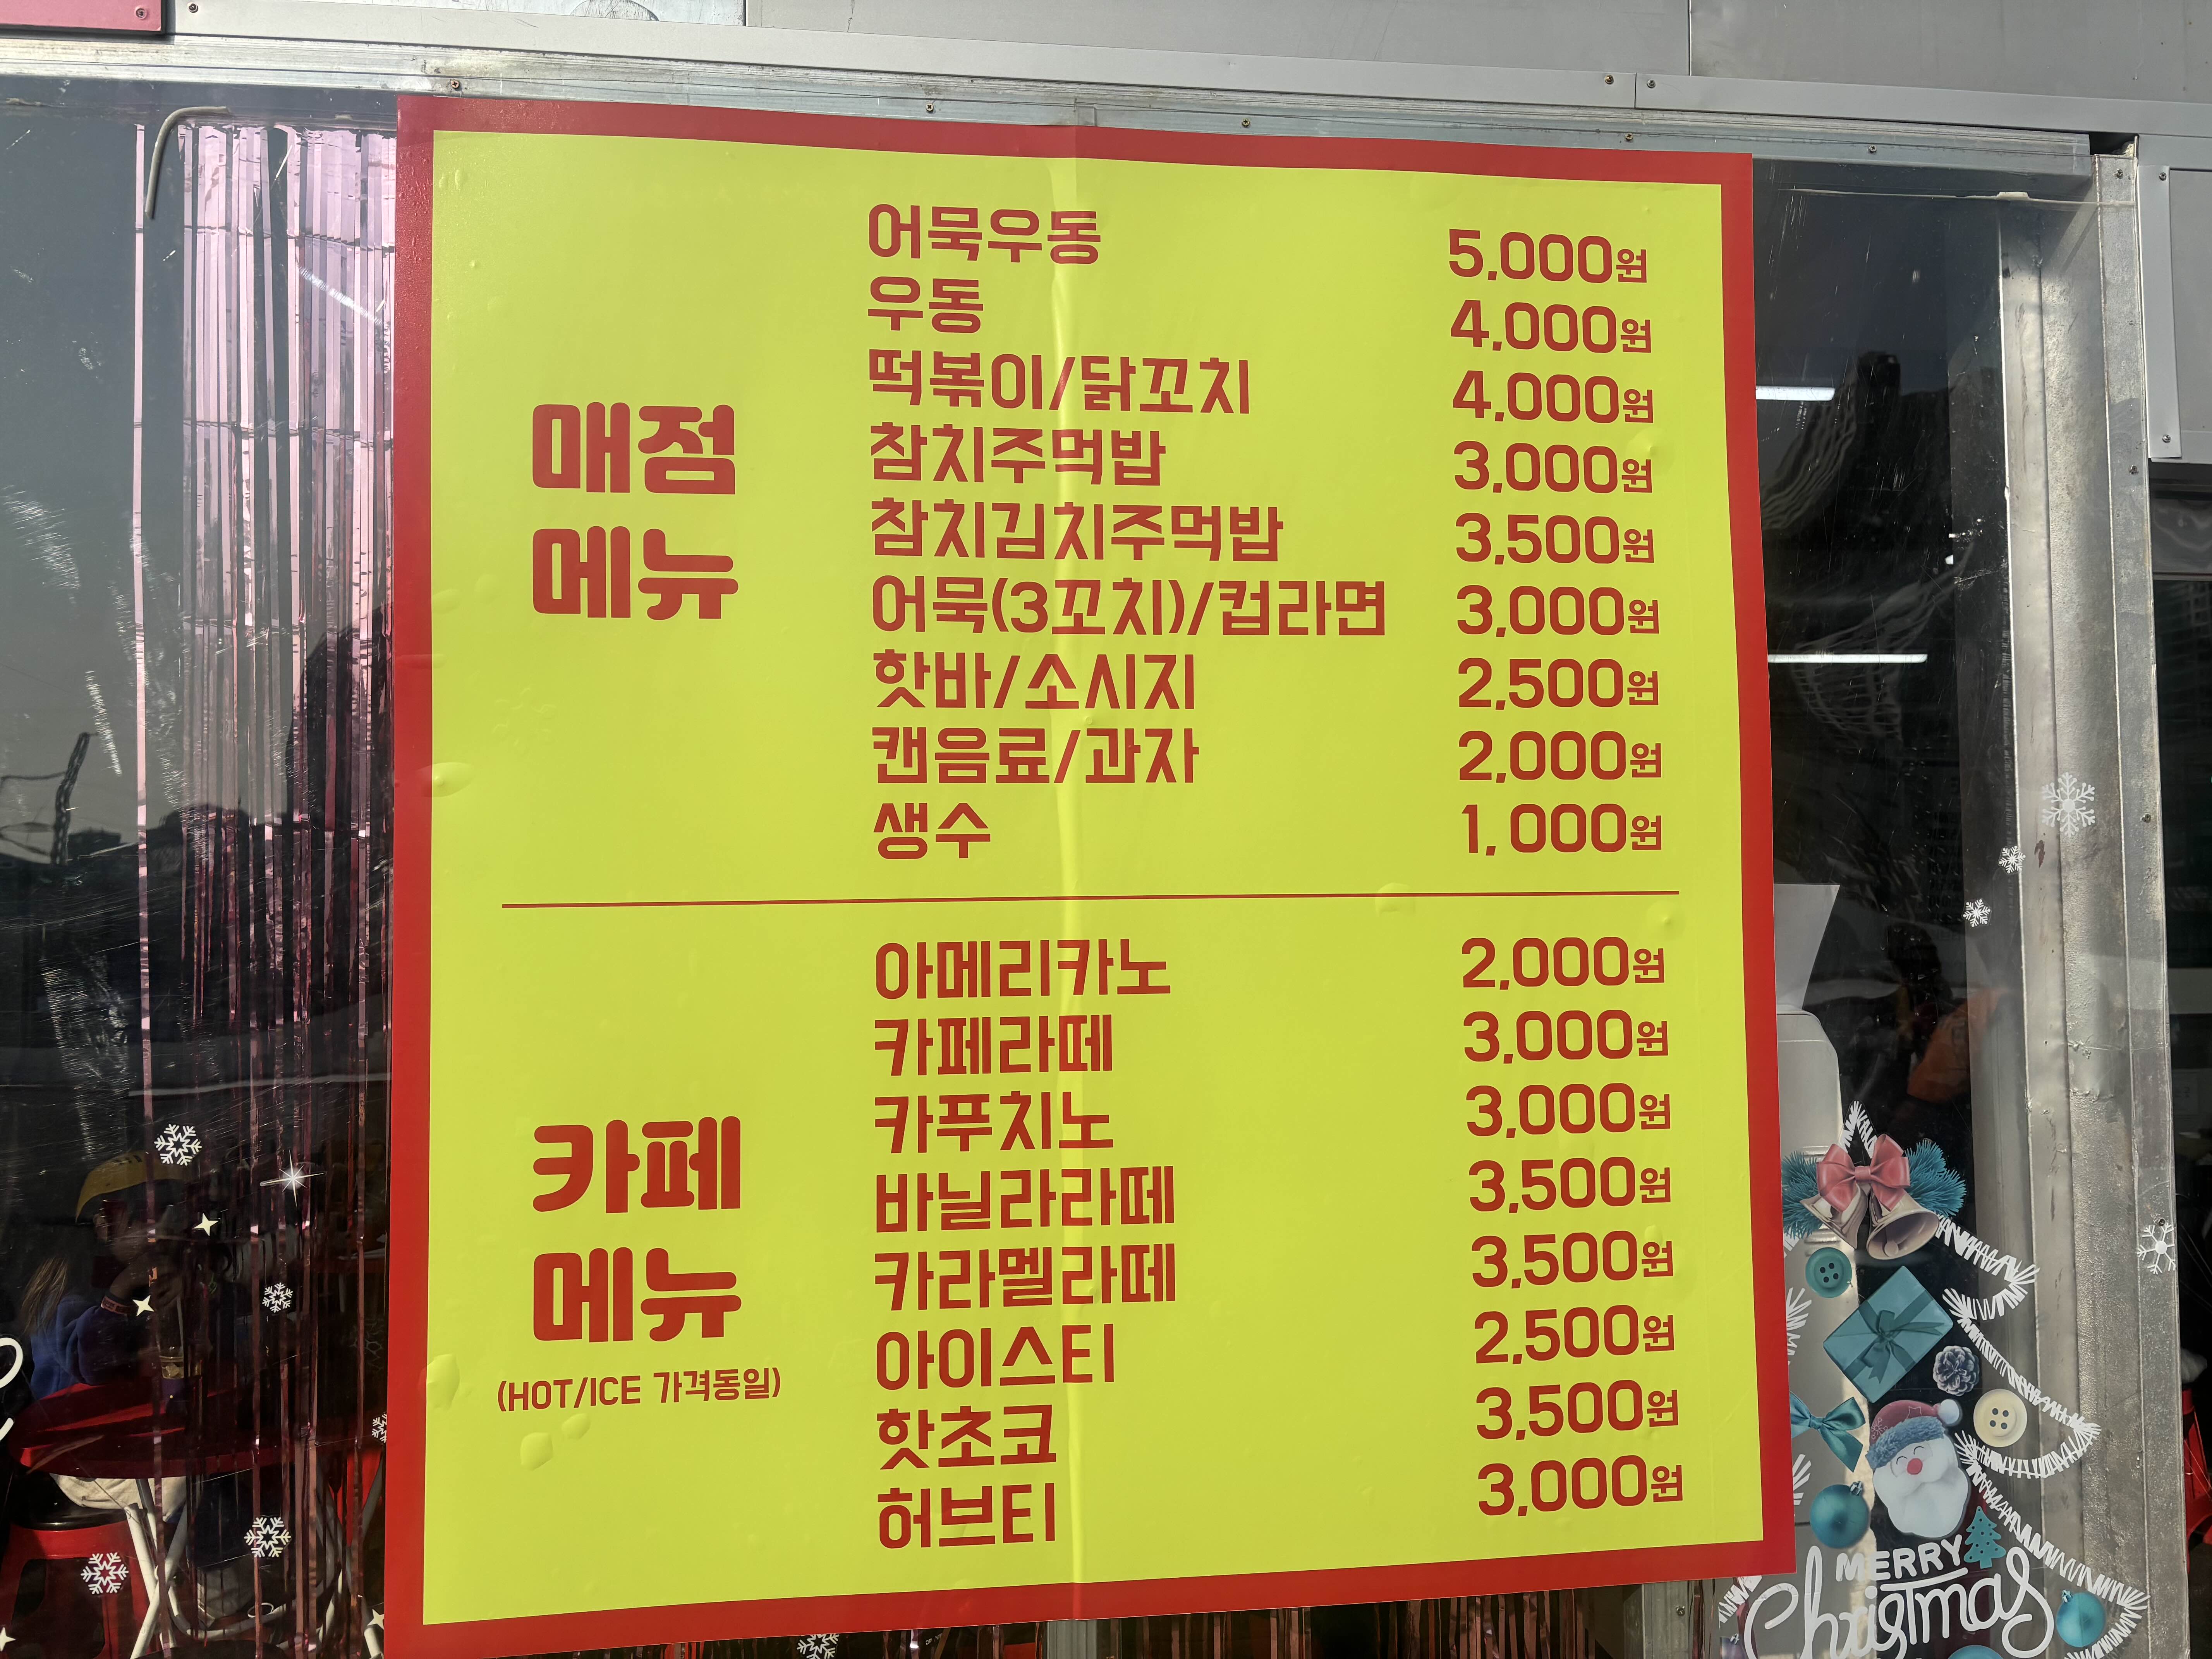 매점
메뉴
어묵우동 5,000원
우동 4,000원
떡볶이/닭꼬치 4,000원
참치주먹밥 3,000원
참치김치주먹밥 3,500원
어묵(3꼬치)/컵라면 3,000원
핫바/소시지 2,500원
캔음료/과자 2,000원
생수 1,000원
카페
메뉴
(HOT/ICE 가격동일)
아메리카노 2,000원
카페라떼 3,000원
카푸치노 3,000원
바닐라라떼 3,500원
카라멜라떼 3,500원
아이스티 2,500원
핫초코 3,500원
허브티 3,000원
MERRY
Christmas